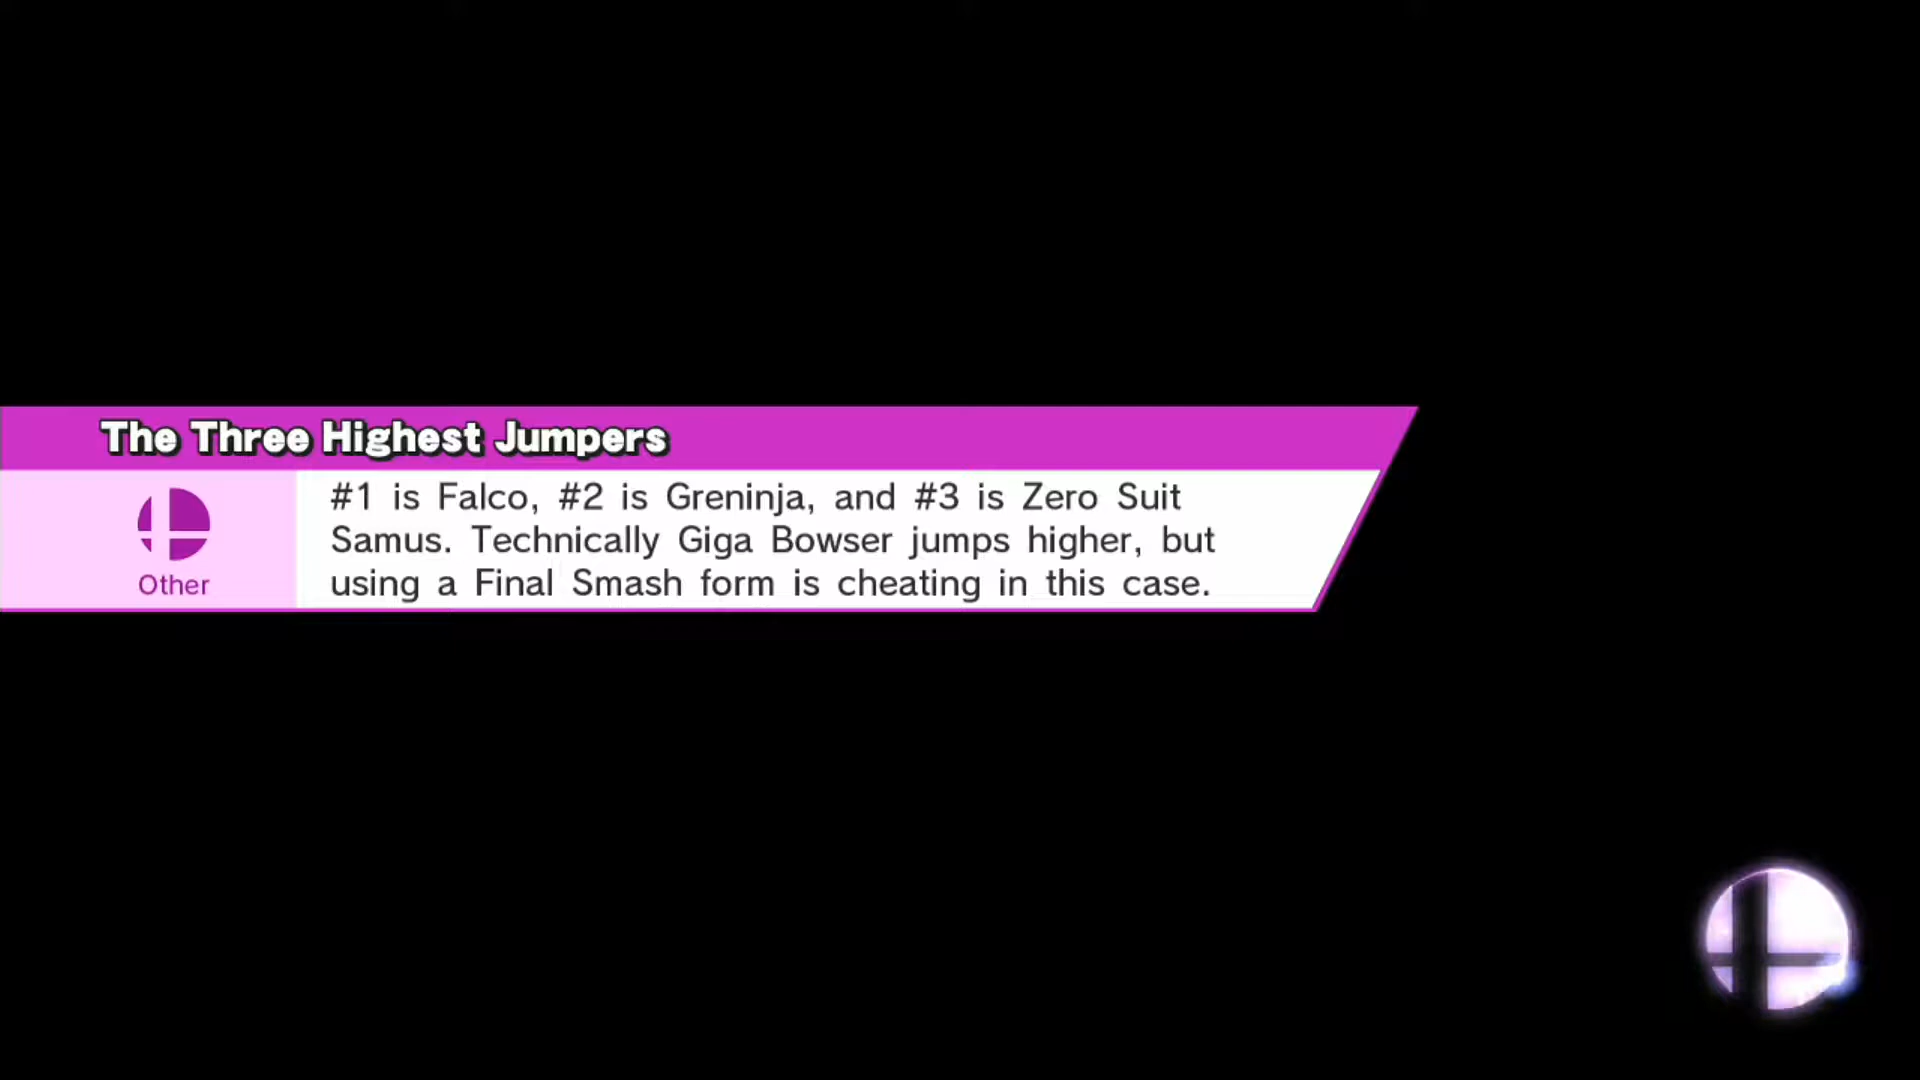 The Three Highest Jumpers
#1 is Falco, #2 is Greninja, and #3 is Zero Suit
Samus. Technically Giga Bowser jumps higher, but
using a Final Smash form is cheating in this case.
Other